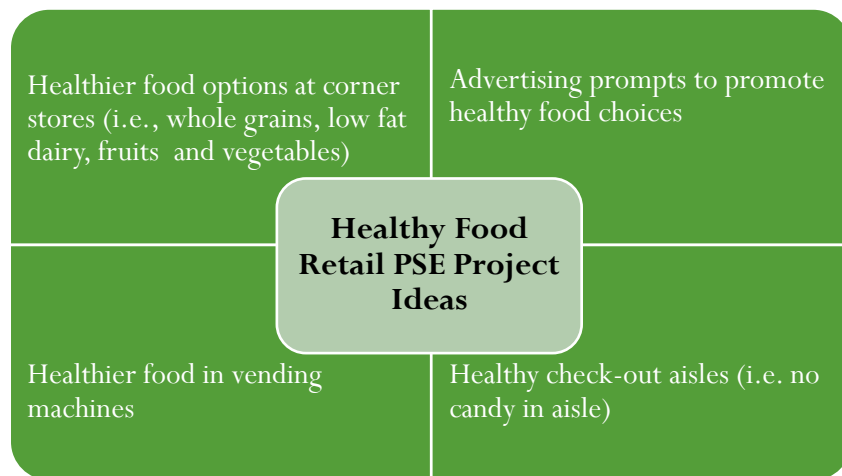 Healthier food options at corner
stores (i.e., whole grains, low fat
dairy, fruits and vegetables)
Advertising prompts to promote
healthy food choices
Healthy Food
Retail PSE Project
Ideas
Healthier food in vending
machines
Healthy check-out aisles (i.e. no
candy in aisle)